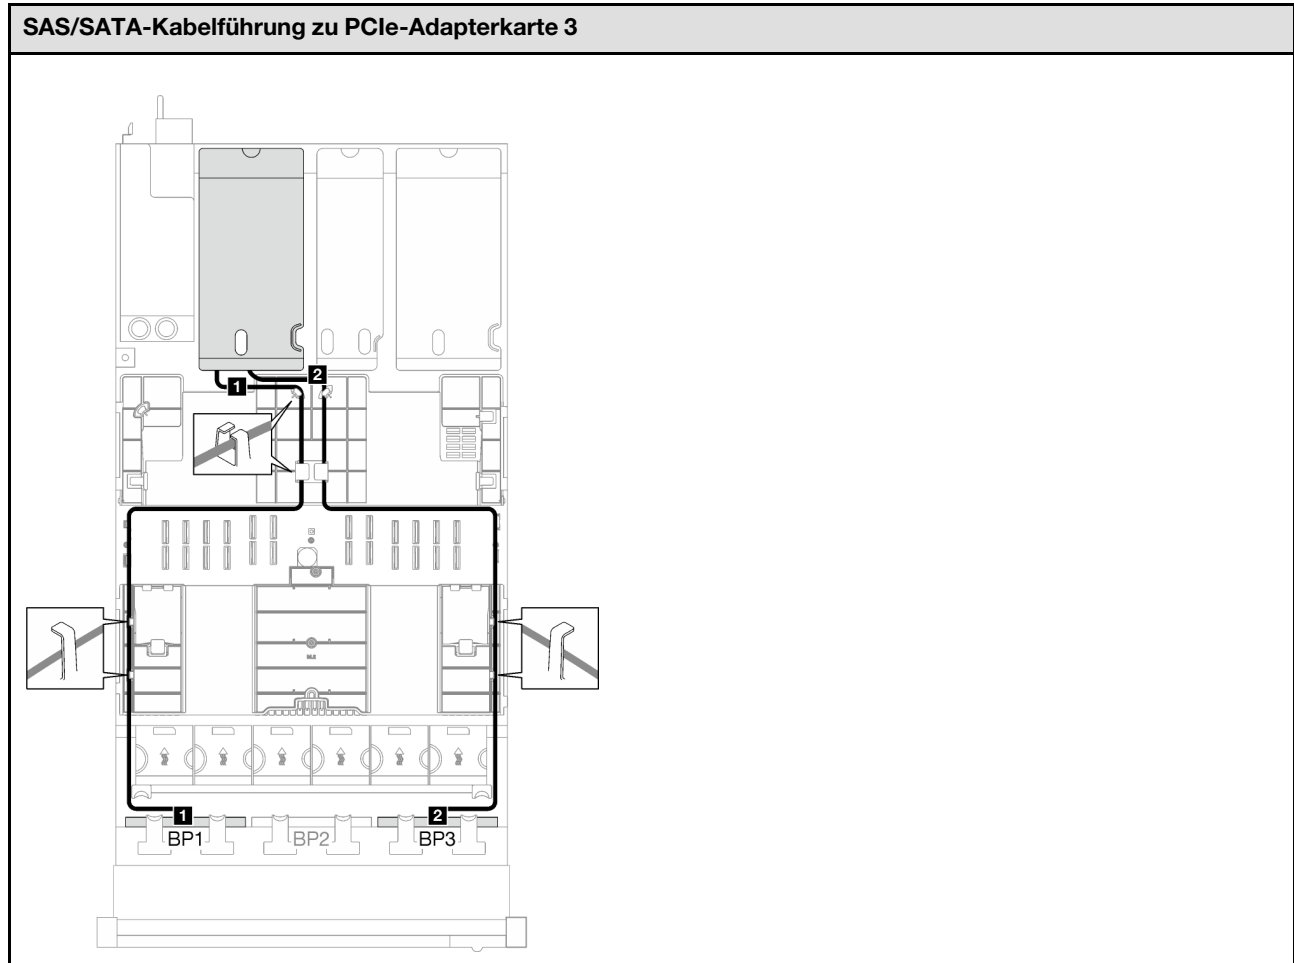 SAS/SATA-Kabelführung zu PCIe-Adapterkarte 3
1
2
1
2
BP1
BP2
BP3